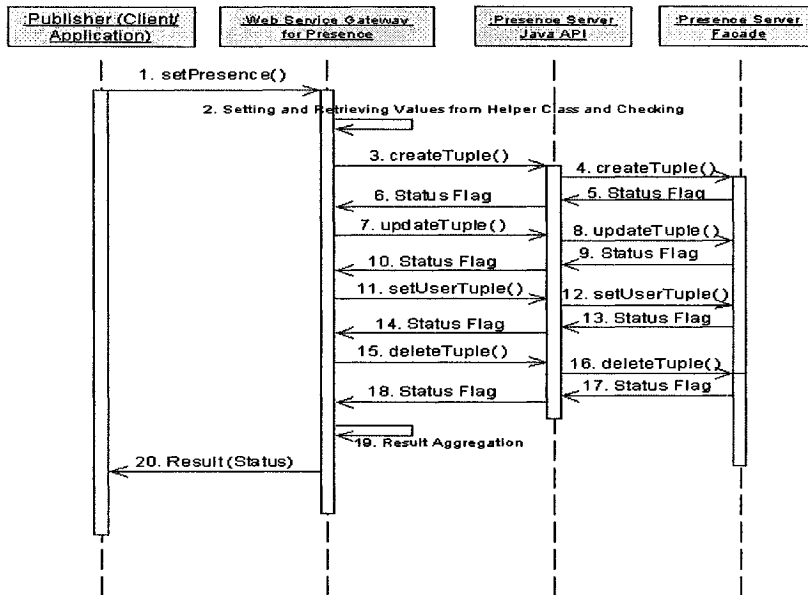 :Publisher (Client/
Application)
:Web Service Gateway
for Presence
:Presence Server
Java API
:Presence Server
Facade
1. setPresence()
2. Setting and Retrieving Values from Helper Class and Checking
3. createTuple()
4. createTuple()
5. Status Flag
6. Status Flag
7. updateTuple()
8. updateTuple()
9. Status Flag
10. Status Flag
11. setUserTuple()
12. setUserTuple()
13. Status Flag
14. Status Flag
15. deleteTuple()
16. deleteTuple()
17. Status Flag
18. Status Flag
19. Result Aggregation
20. Result (Status)